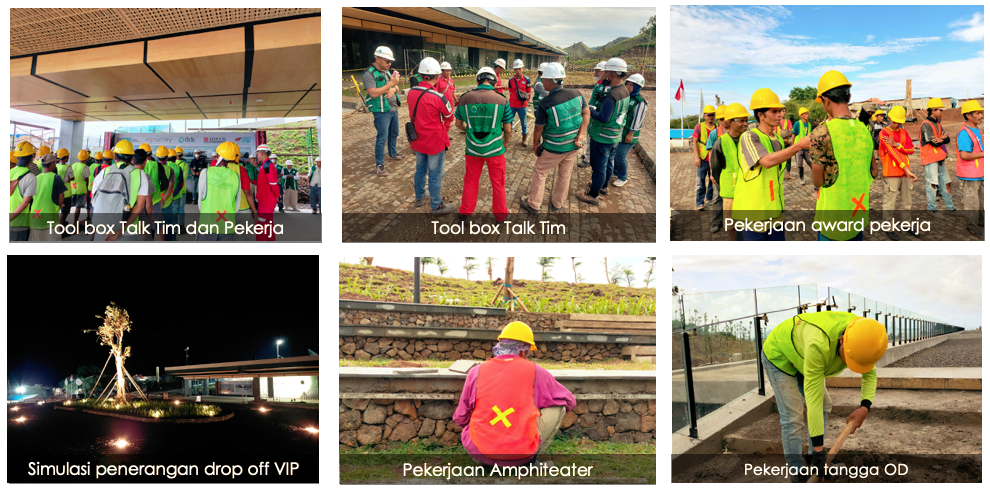 Tool box Talk Tim dan Pekerja
Tool box Talk Tim
Pekerjaan award pekerja
Simulasi penerangan drop off VIP
Pekerjaan Amphiteater
Pekerjaan tangga OD